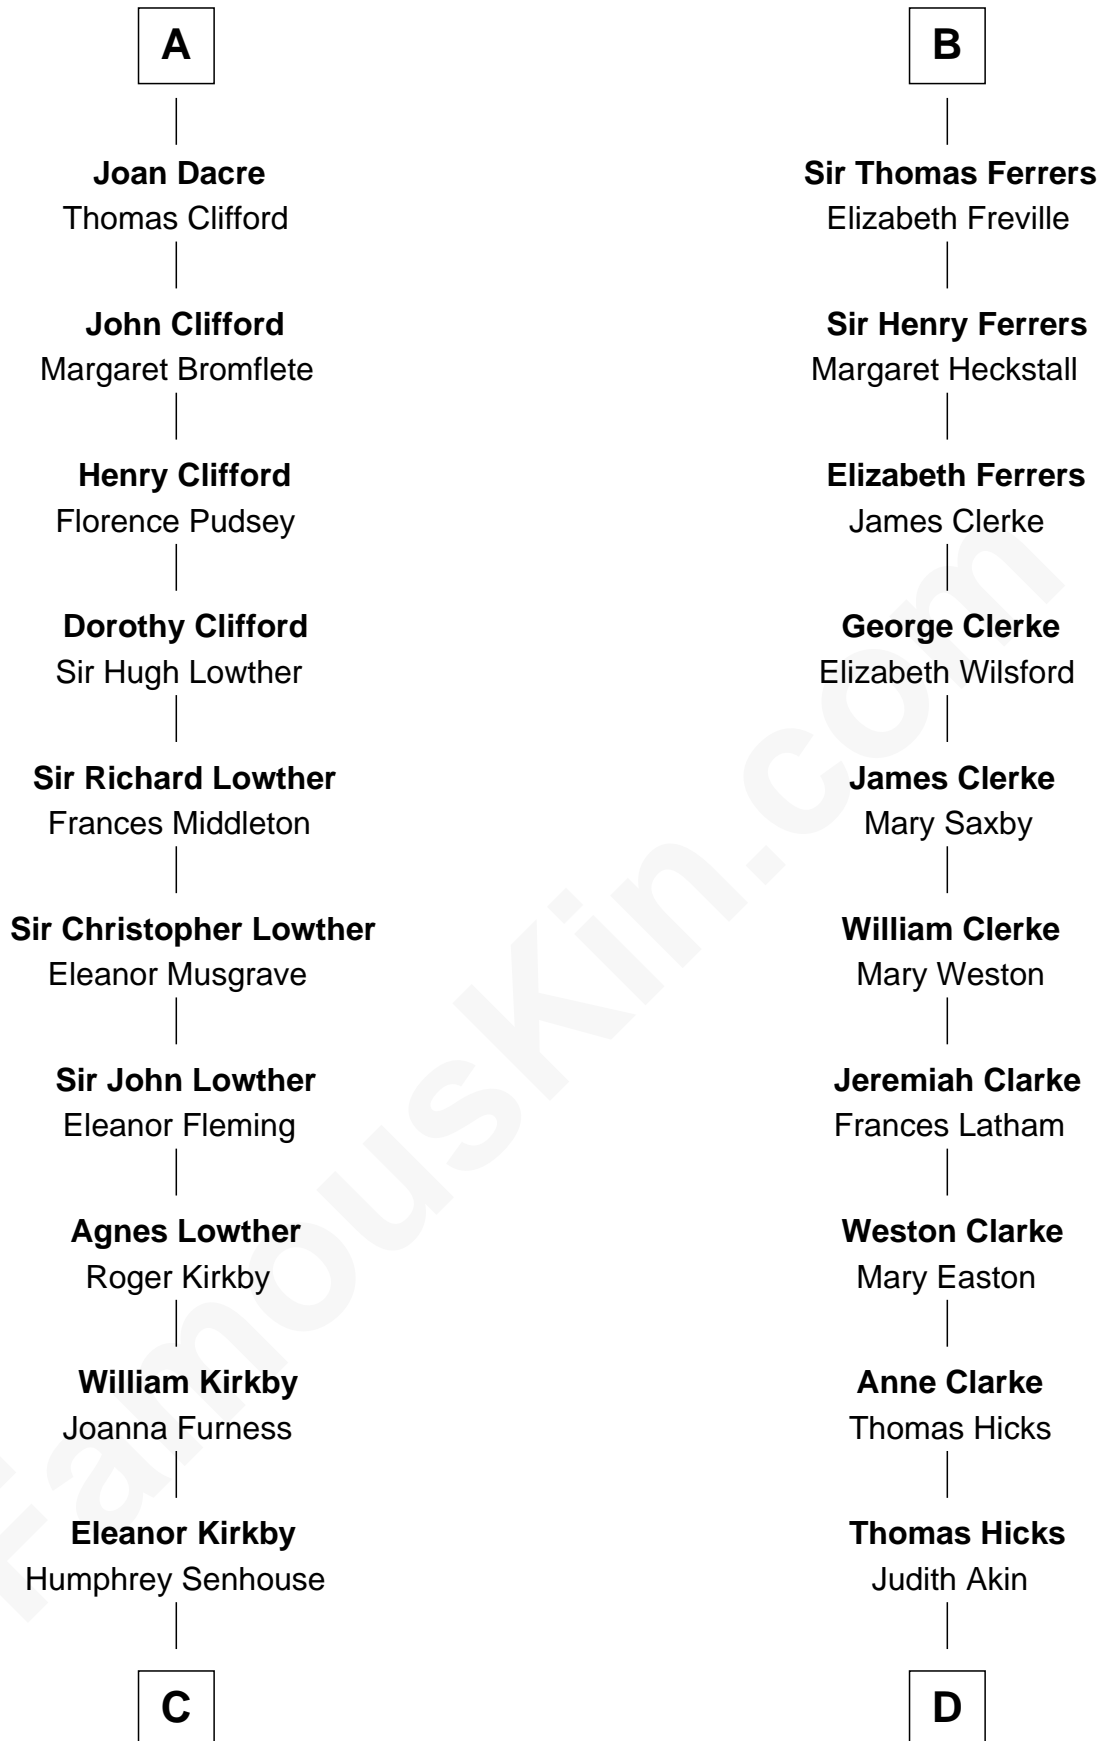 A
Joan Dacre
Thomas Clifford
John Clifford
Margaret Bromflete
Henry Clifford
Florence Pudsey
Dorothy Clifford
Sir Hugh Lowther
Sir Richard Lowther
Frances Middleton
Sir Christopher Lowther
Eleanor Musgrave
Sir John Lowther
Eleanor Fleming
Agnes Lowther
Roger Kirkby
William Kirkby
Joanna Furness
Eleanor Kirkby
Humphrey Senhouse
C
B
Sir Thomas Ferrers
Elizabeth Freville
Sir Henry Ferrers
Margaret Heckstall
Elizabeth Ferrers
James Clerke
George Clerke
Elizabeth Wilsford
James Clerke
Mary Saxby
William Clerke
Mary Weston
Jeremiah Clarke
Frances Latham
Weston Clarke
Mary Easton
Anne Clarke
Thomas Hicks
Thomas Hicks
Judith Akin
D
FamousKin.com